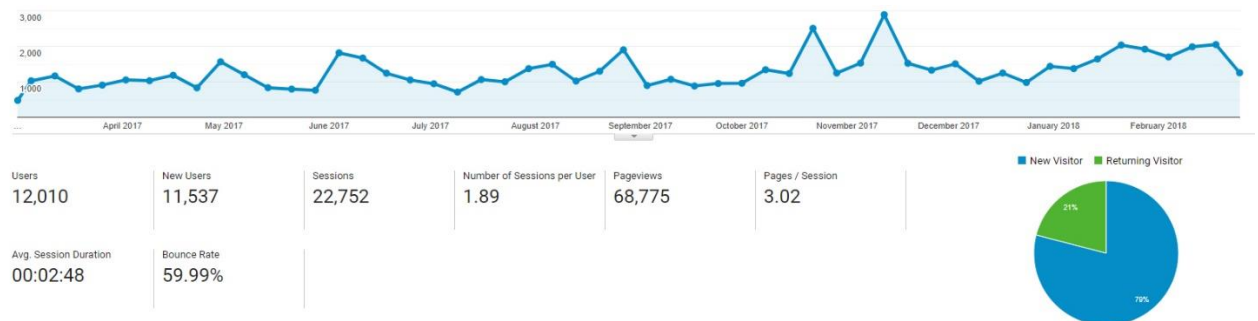 3,000
2,000
1,000
... April 2017 May 2017 June 2017 July 2017 August 2017 September 2017 October 2017 November 2017 December 2017 January 2018 February 2018
New Visitor Returning Visitor
Users New Users Sessions Number of Sessions per User Pageviews Pages / Session
12,010 11,537 22,752 1.89 68,775 3.02
21%
Avg. Session Duration Bounce Rate
00:02:48 59.99%
79%